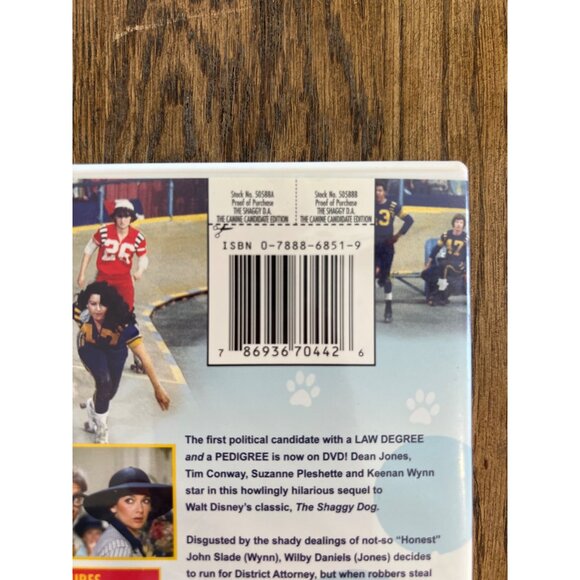 Stock No. 5058BA
Proof of Purchase
THE SHAGGY D.A.
THE CANINE CANDIDATE EDITION
Stock No. 5058BB
Proof of Purchase
THE SHAGGY D.A.
THE CANINE CANDIDATE EDITION
ISBN 0-7888-6851-9
7 86936 70442 6
26
3
17
The first political candidate with a LAW DEGREE
and a PEDIGREE is now on DVD! Dean Jones,
Tim Conway, Suzanne Pleshette and Keenan Wynn
star in this howlingly hilarious sequel to
Walt Disney's classic, The Shaggy Dog.
Disgusted by the shady dealings of not-so "Honest"
John Slade (Wynn), Wilby Daniels (Jones) decides
to run for District Attorney, but when robbers steal